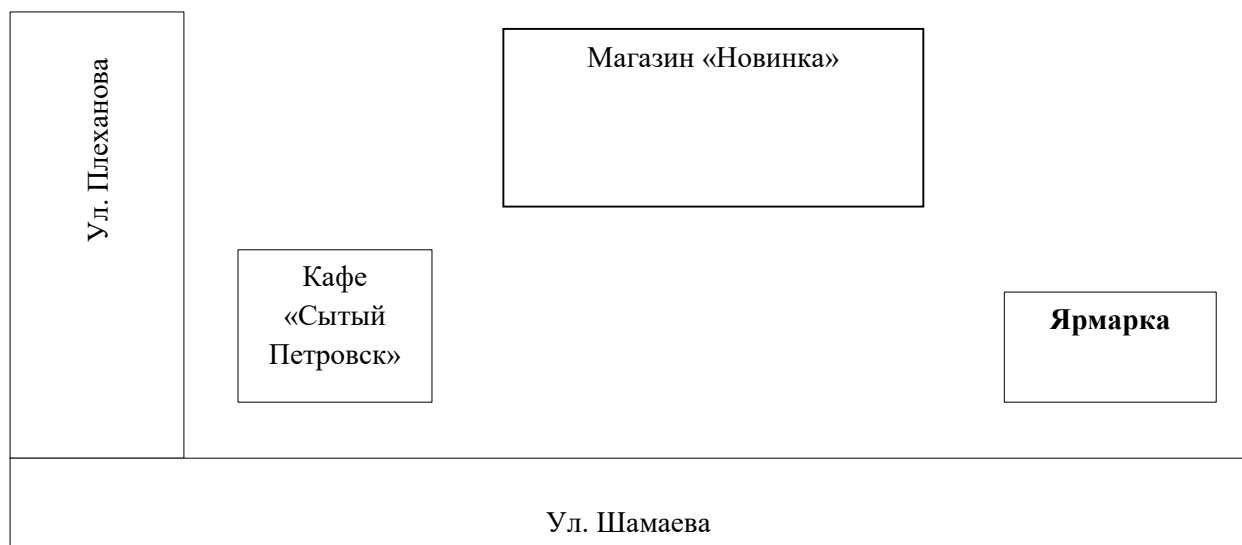 Ул. Плеханова
Магазин «Новинка»
Кафе
«Сытый
Петровск»
Ярмарка
Ул. Шамаева